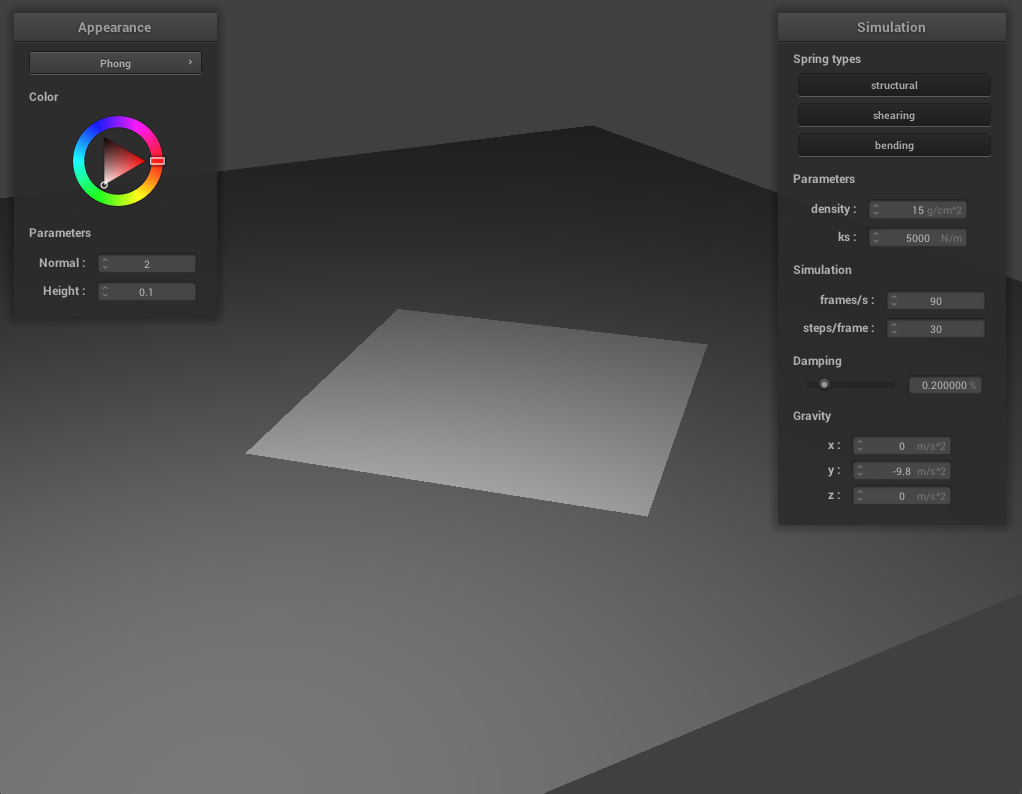 Appearance
Phong
Color
Parameters
Normal : 2
Height : 0.1
Simulation
Spring types
structural
shearing
bending
Parameters
density : 15 g/cm^2
ks : 5000 N/m
Simulation
frames/s : 90
steps/frame : 30
Damping
0.200000 %
Gravity
x : 0 m/s^2
y : -9.8 m/s^2
z : 0 m/s^2